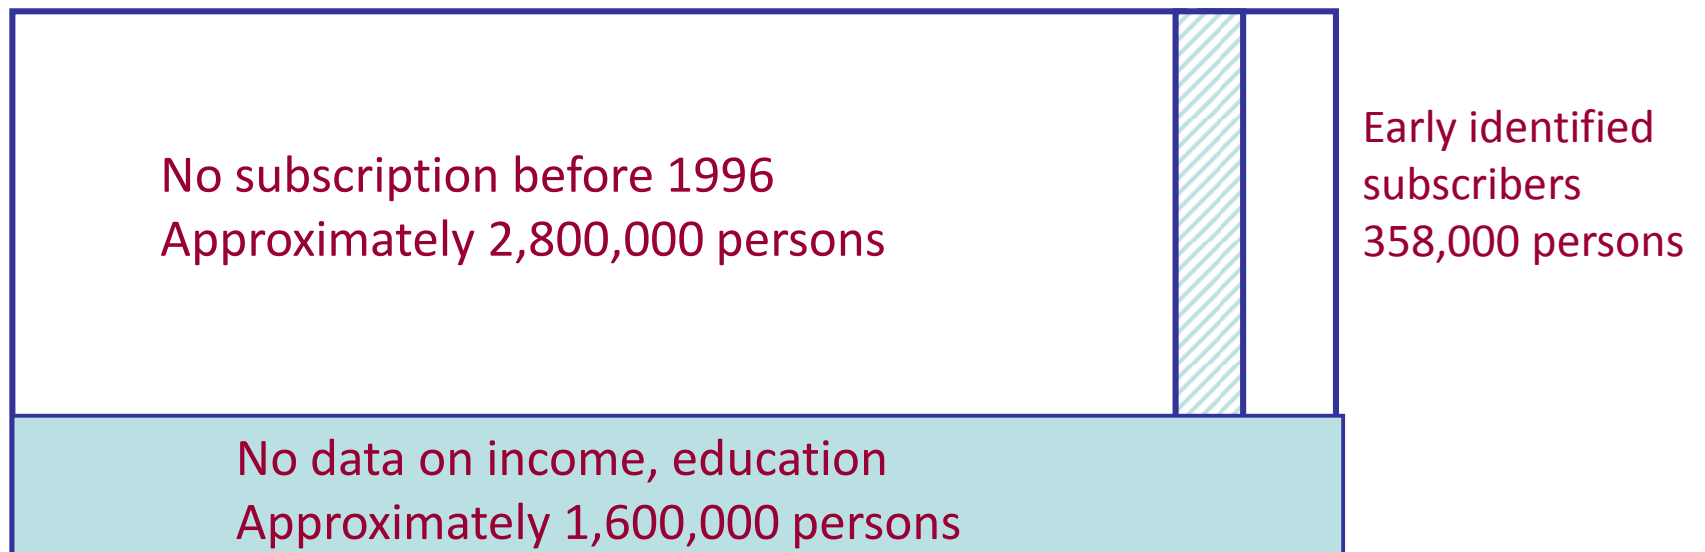 No subscription before 1996
Approximately 2,800,000 persons
Early identified
subscribers
358,000 persons
No data on income, education
Approximately 1,600,000 persons